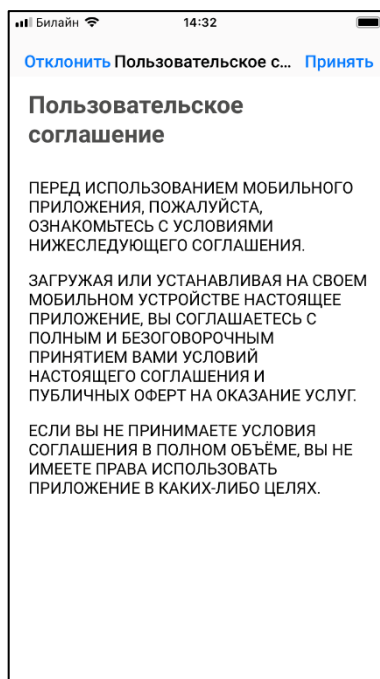 Билайн 14:32
Отклонить Пользовательское с... Принять
Пользовательское
соглашение
ПЕРЕД ИСПОЛЬЗОВАНИЕМ МОБИЛЬНОГО
ПРИЛОЖЕНИЯ, ПОЖАЛУЙСТА,
ОЗНАКОМЬТЕСЬ С УСЛОВИЯМИ
НИЖЕСЛЕДУЮЩЕГО СОГЛАШЕНИЯ.
ЗАГРУЖАЯ ИЛИ УСТАНАВЛИВАЯ НА СВОЕМ
МОБИЛЬНОМ УСТРОЙСТВЕ НАСТОЯЩЕЕ
ПРИЛОЖЕНИЕ, ВЫ СОГЛАШАЕТЕСЬ С
ПОЛНЫМ И БЕЗОГОВОРОЧНЫМ
ПРИНЯТИЕМ ВАМИ УСЛОВИЙ
НАСТОЯЩЕГО СОГЛАШЕНИЯ И
ПУБЛИЧНЫХ ОФЕРТ НА ОКАЗАНИЕ УСЛУГ.
ЕСЛИ ВЫ НЕ ПРИНИМАЕТЕ УСЛОВИЯ
СОГЛАШЕНИЯ В ПОЛНОМ ОБЪЁМЕ, ВЫ НЕ
ИМЕЕТЕ ПРАВА ИСПОЛЬЗОВАТЬ
ПРИЛОЖЕНИЕ В КАКИХ-ЛИБО ЦЕЛЯХ.